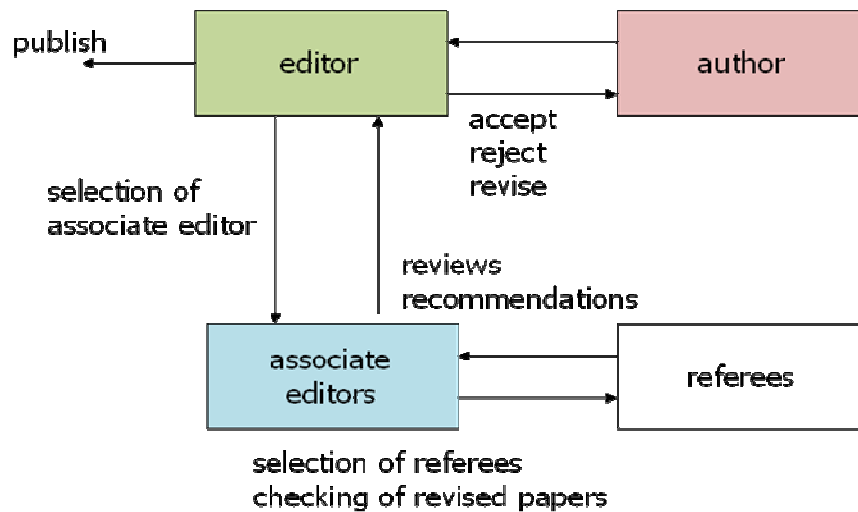 publish
editor
author
accept
reject
revise
selection of
associate editor
reviews
recommendations
associate
editors
referees
selection of referees
checking of revised papers